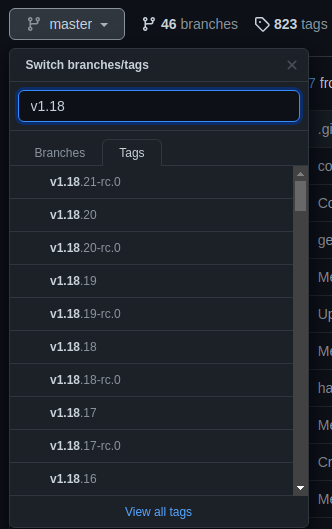 master 46 branches 823 tags
Switch branches/tags
7 fro
v1.18
.gi
Branches Tags
co
v1.18.21-rc.0
Co
v1.18.20
ge
v1.18.20-rc.0
Me
v1.18.19
Up
v1.18.19-rc.0
Me
v1.18.18
ha
v1.18.18-rc.0
Me
v1.18.17
Cr
v1.18.17-rc.0
Me
v1.18.16
View all tags